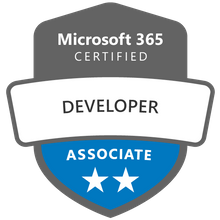 Microsoft 365
CERTIFIED
DEVELOPER
ASSOCIATE